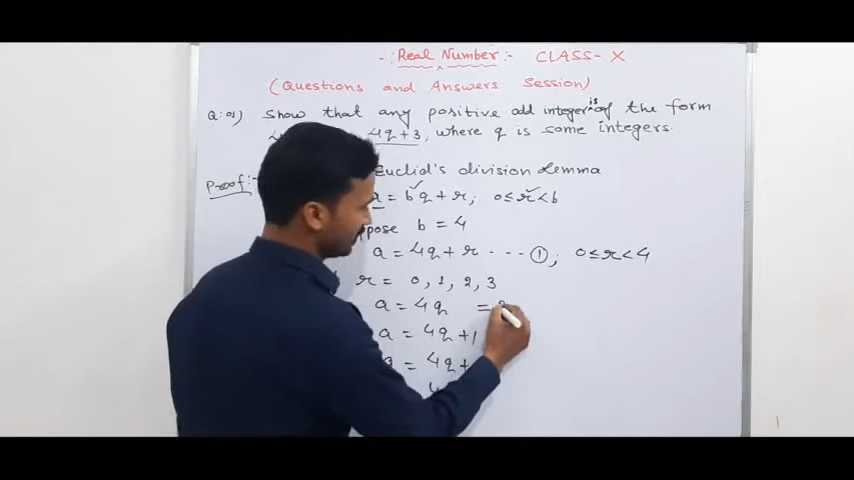 -: Real Number :- CLASS- X
(Questions and Answers Session)
Q:01) show that any positive odd integer is of the form
4q+3, where q is some integers.
Proof:- Euclid's division Lemma
a = bq + r; 0≤r<b
b = 4
a = 4q + r --- ①; 0≤r<4
r = 0, 1, 2, 3
a = 4q =
a = 4q +1
= 4q+